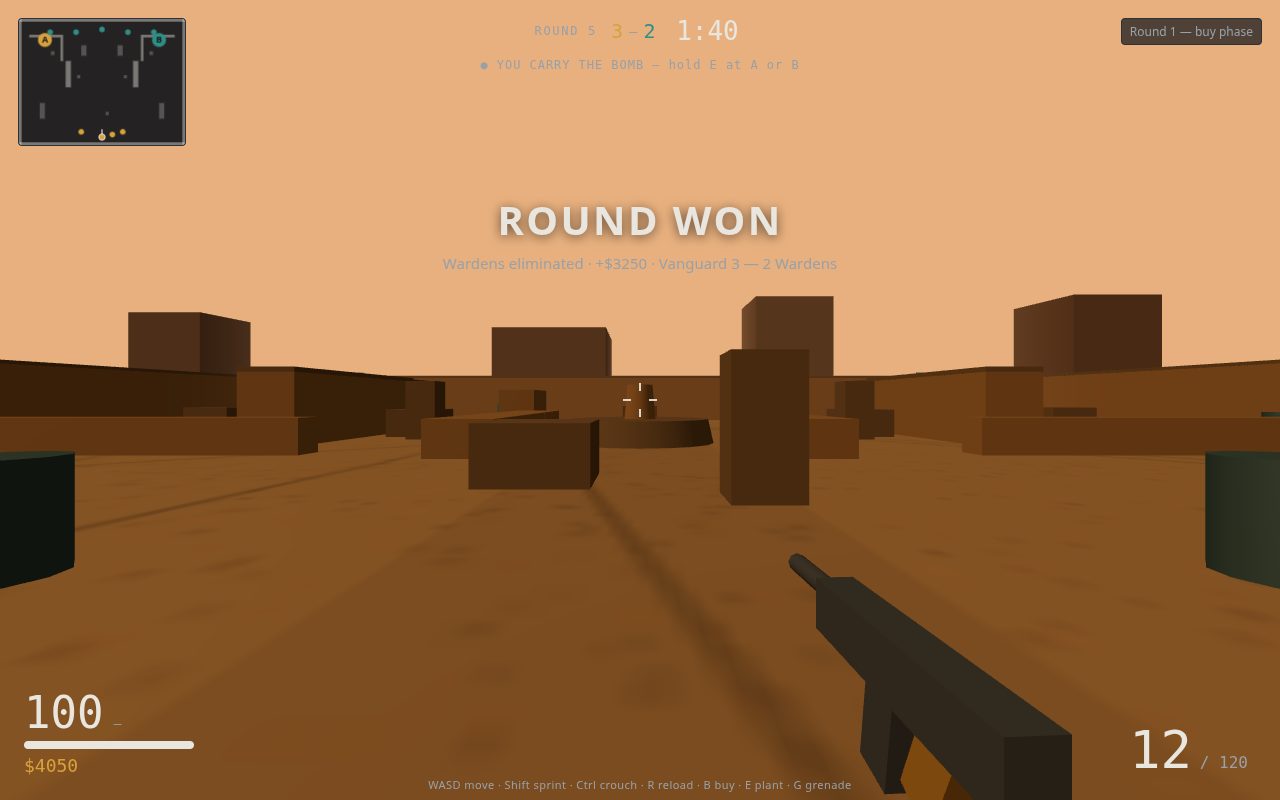 A
B
ROUND 5 3 – 2 1:40
● YOU CARRY THE BOMB — hold E at A or B
Round 1 — buy phase
ROUND WON
Wardens eliminated · +$3250 · Vanguard 3 — 2 Wardens
100 –
$4050
12 / 120
WASD move · Shift sprint · Ctrl crouch · R reload · B buy · E plant · G grenade